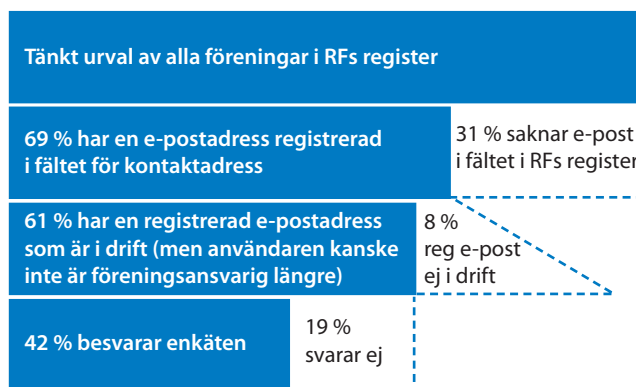 Tänkt urval av alla föreningar i RFs register
69 % har en e-postadress registrerad
i fältet för kontaktadress
31 % saknar e-post
i fältet i RFs register
61 % har en registrerad e-postadress
som är i drift (men användaren kanske
inte är föreningsansvarig längre)
8 %
reg e-post
ej i drift
42 % besvarar enkäten
19 %
svarar ej